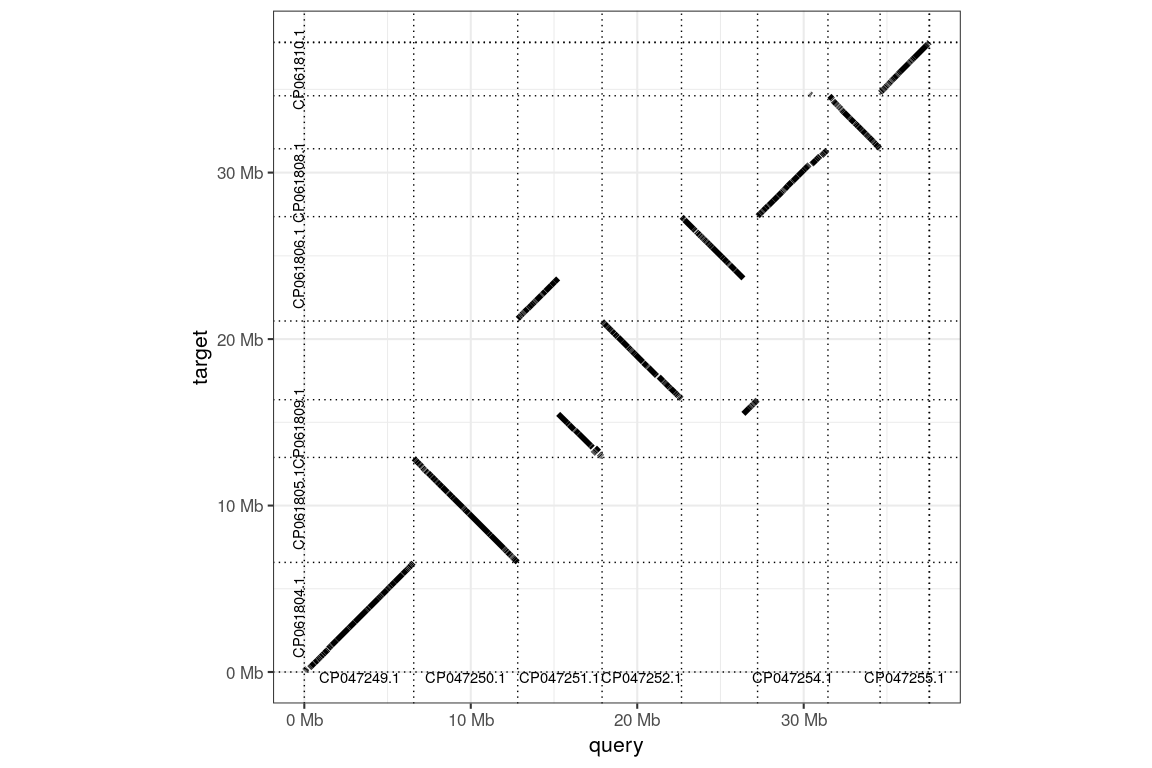 CP061810.1
CP061808.1
30 Mb
CP061806.1
20 Mb
target
CP061809.1
CP061805.1
10 Mb
CP061804.1
0 Mb
CP047249.1 CP047250.1 CP047251.1 CP047252.1 CP047254.1 CP047255.1
0 Mb 10 Mb 20 Mb 30 Mb
query